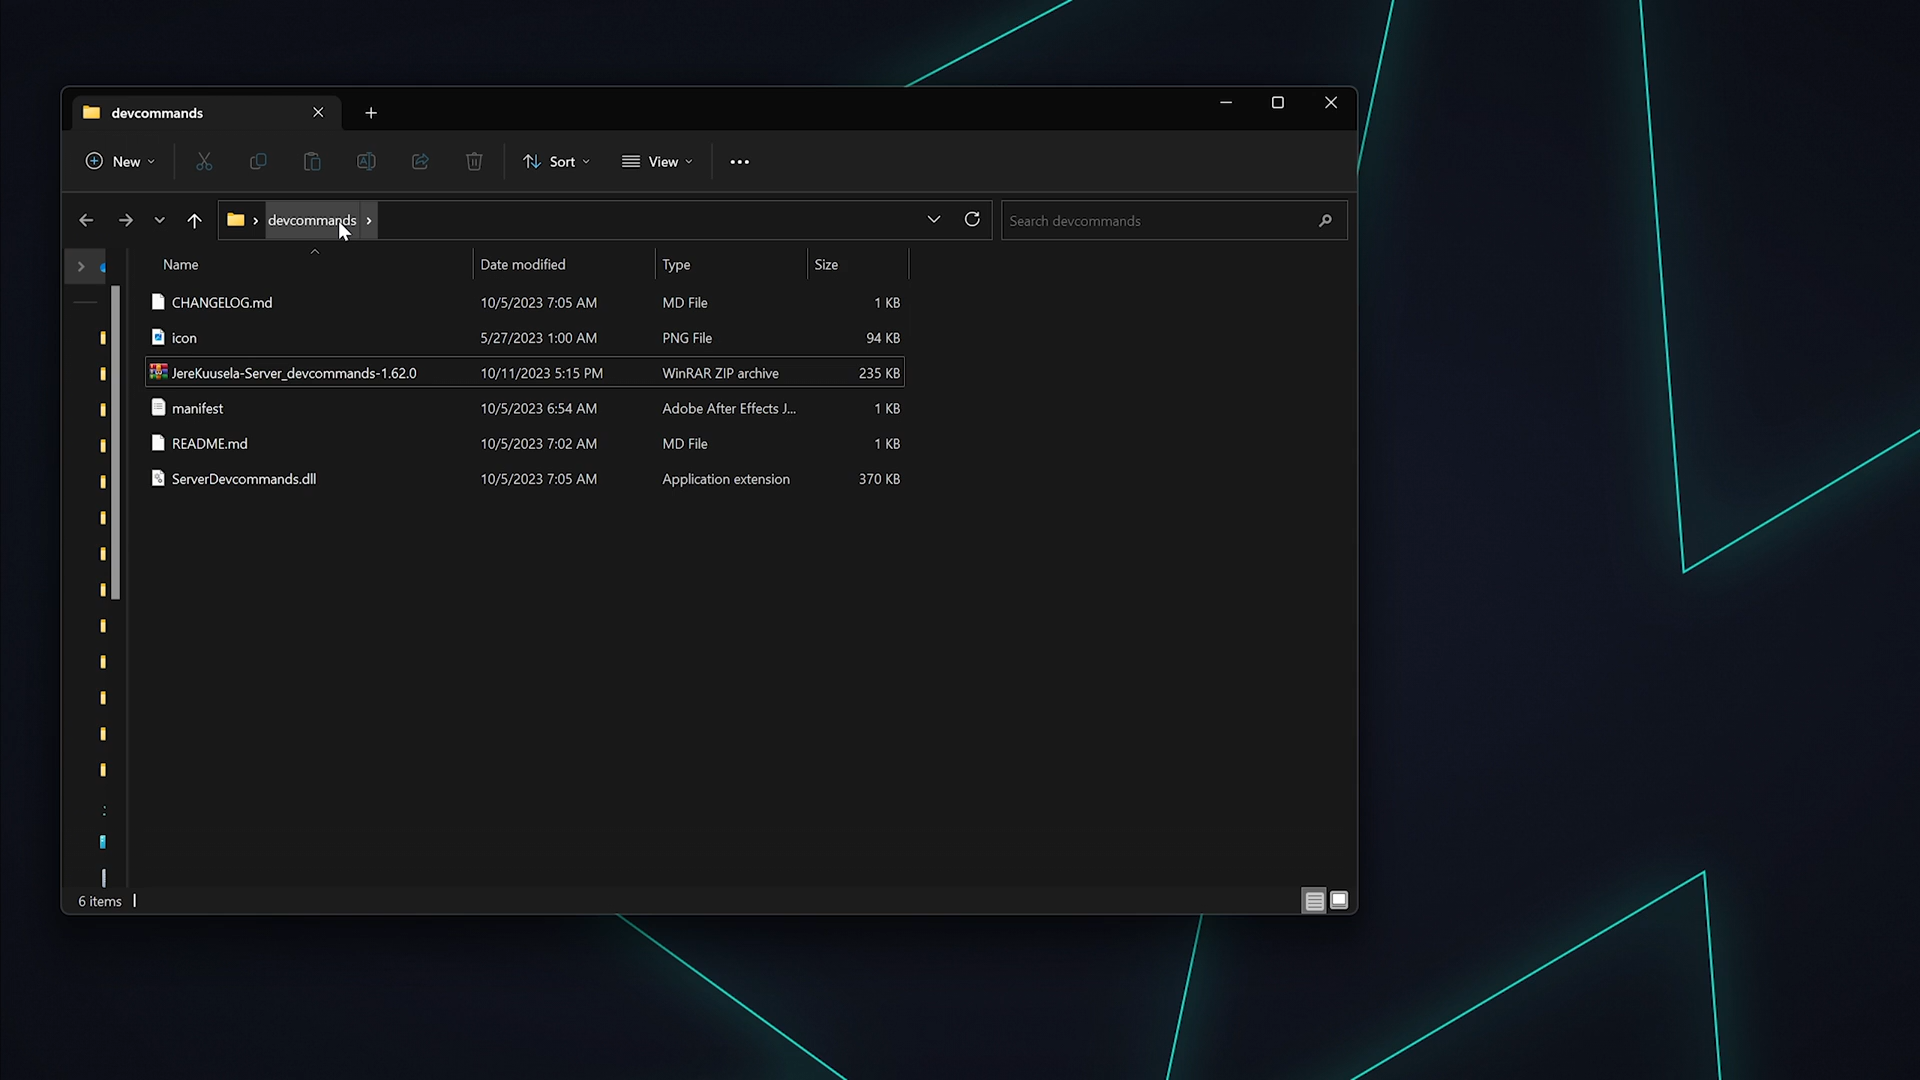 devcommands
New
Sort
View
devcommands
Search devcommands
Name Date modified Type Size
CHANGELOG.md 10/5/2023 7:05 AM MD File 1 KB
icon 5/27/2023 1:00 AM PNG File 94 KB
JereKuusela-Server_devcommands-1.62.0 10/11/2023 5:15 PM WinRAR ZIP archive 235 KB
manifest 10/5/2023 6:54 AM Adobe After Effects J... 1 KB
README.md 10/5/2023 7:02 AM MD File 1 KB
ServerDevcommands.dll 10/5/2023 7:05 AM Application extension 370 KB
6 items